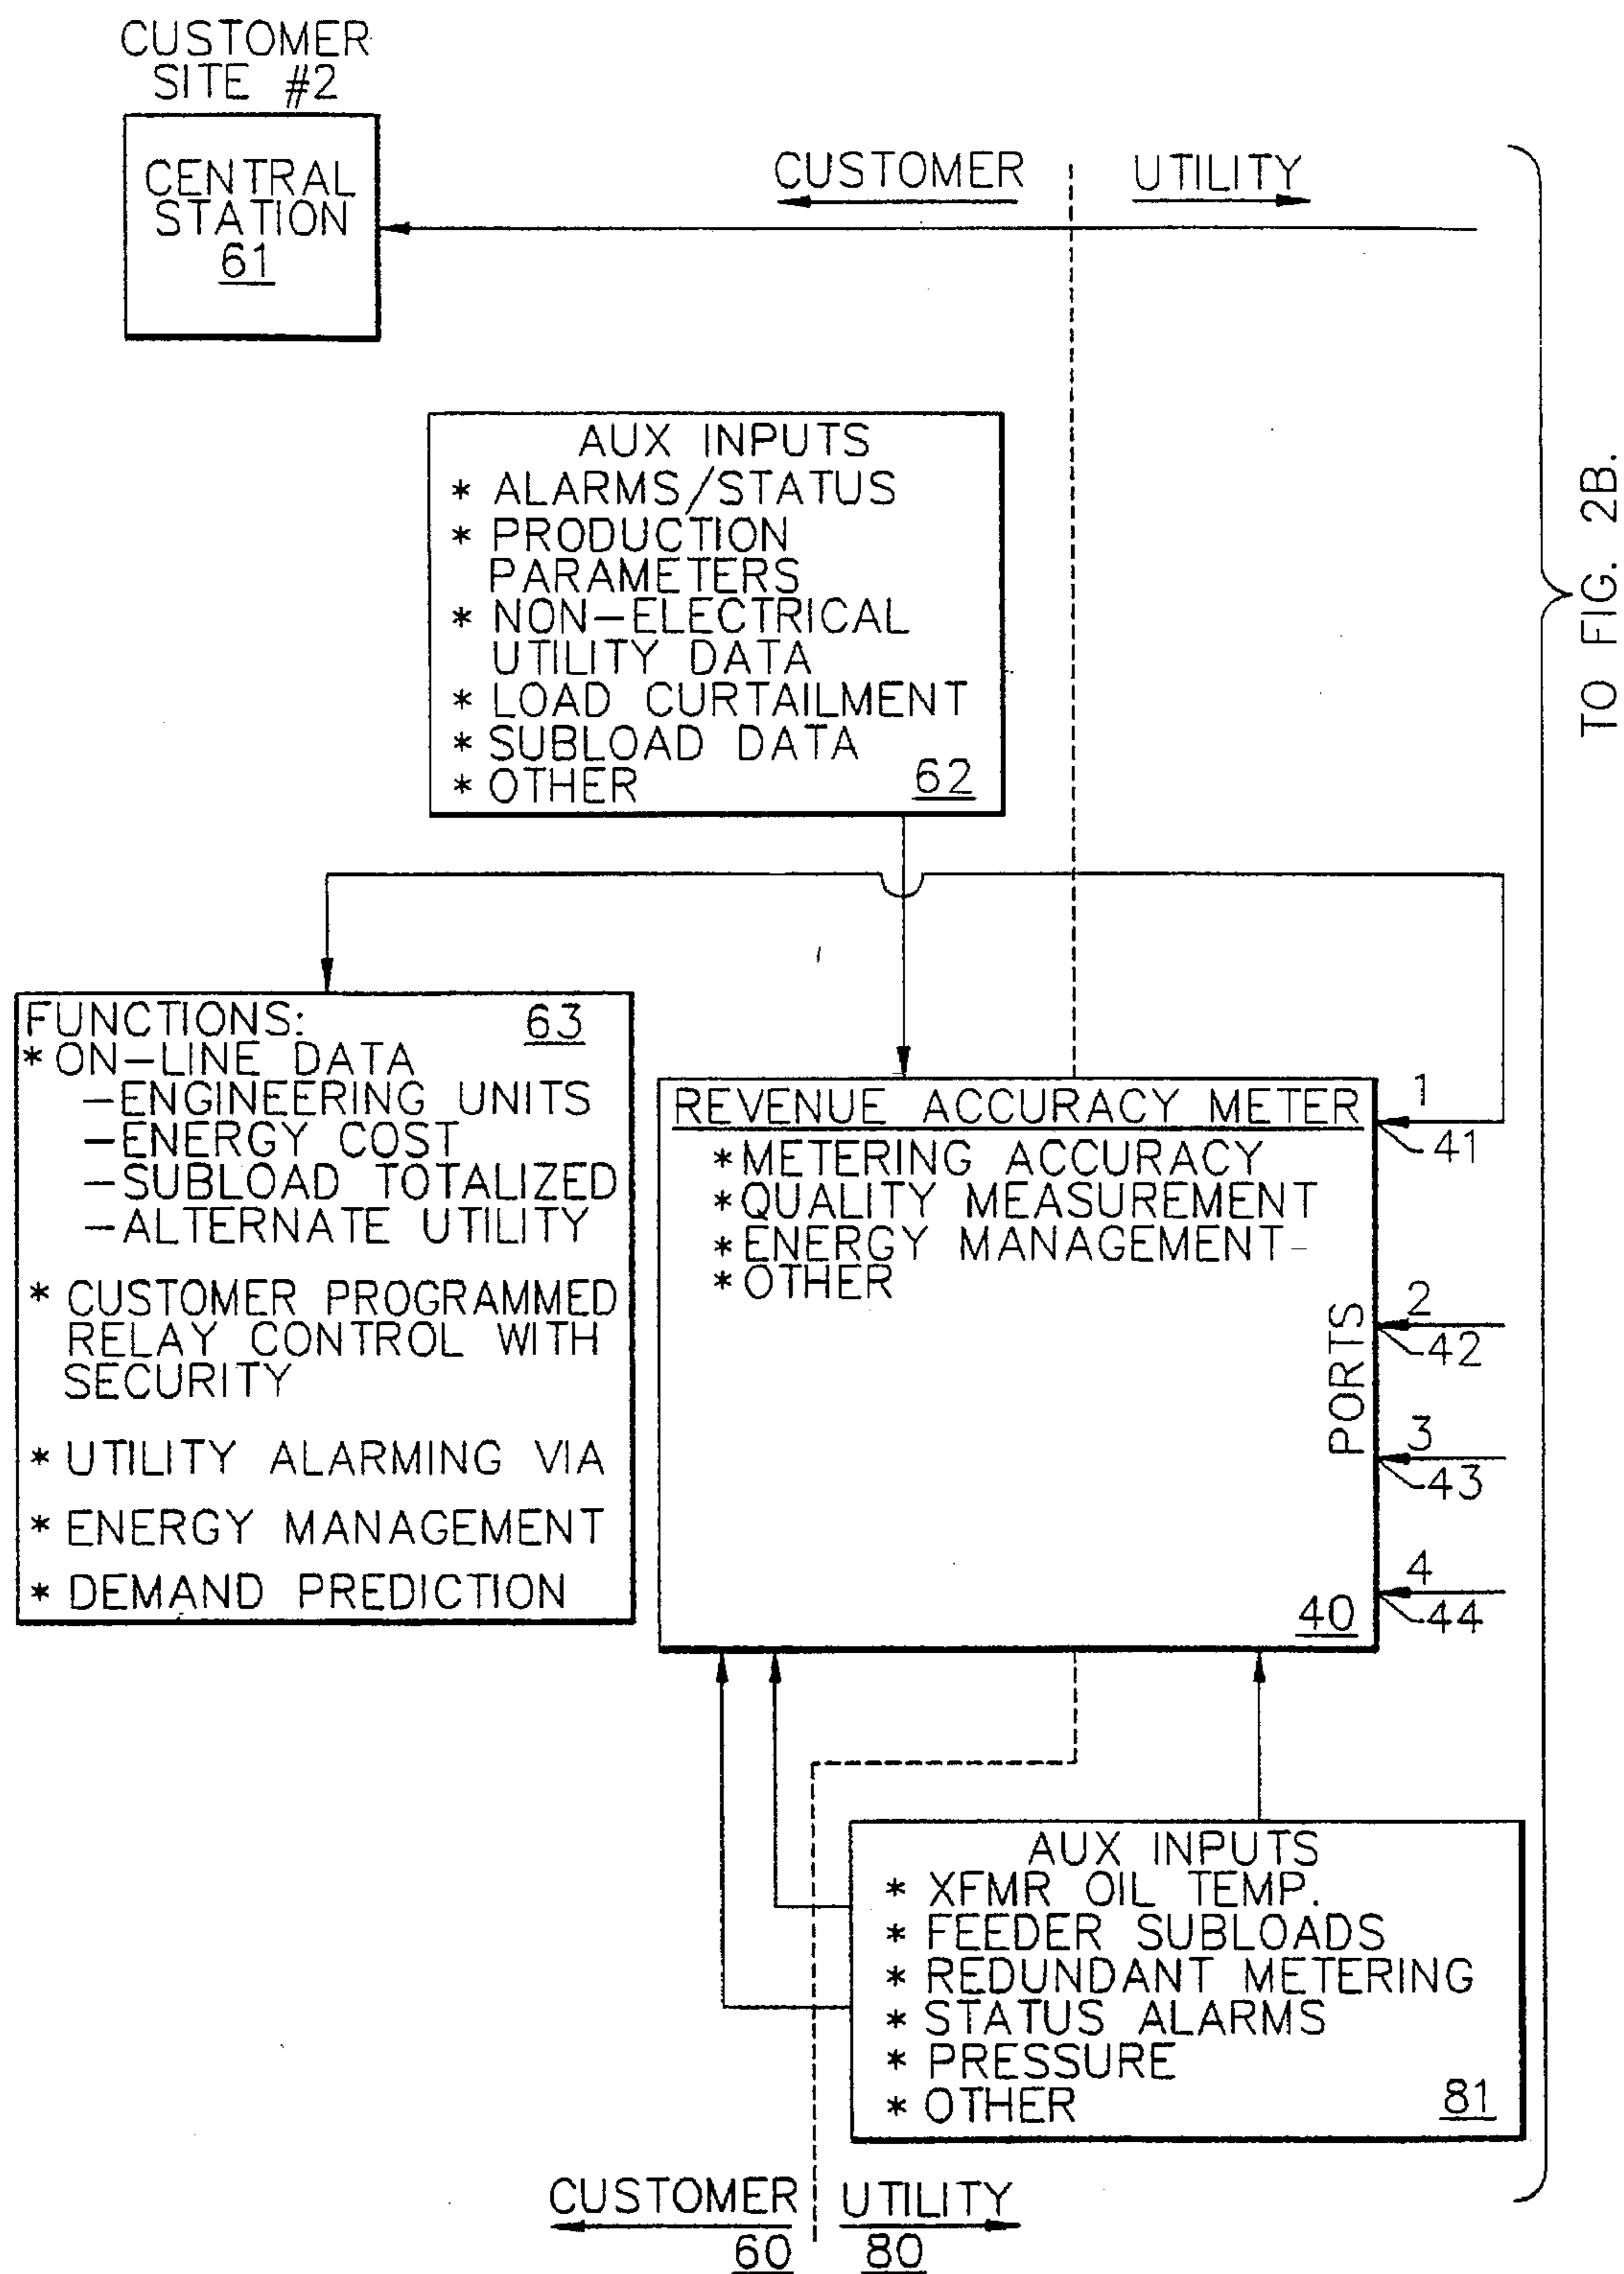 CUSTOMER
SITE #2
CENTRAL
STATION
61
CUSTOMER
UTILITY
TO FIG. 2B.
AUX INPUTS
* ALARMS/STATUS
* PRODUCTION
PARAMETERS
* NON-ELECTRICAL
UTILITY DATA
* LOAD CURTAILMENT
* SUBLOAD DATA
* OTHER
62
FUNCTIONS:
63
* ON-LINE DATA
-ENGINEERING UNITS
-ENERGY COST
-SUBLOAD TOTALIZED
-ALTERNATE UTILITY
* CUSTOMER PROGRAMMED
RELAY CONTROL WITH
SECURITY
* UTILITY ALARMING VIA
* ENERGY MANAGEMENT
* DEMAND PREDICTION
REVENUE ACCURACY METER
* METERING ACCURACY
* QUALITY MEASUREMENT
* ENERGY MANAGEMENT
* OTHER
PORTS
40
1
41
2
42
3
43
4
44
AUX INPUTS
* XFMR OIL TEMP.
* FEEDER SUBLOADS
* REDUNDANT METERING
* STATUS ALARMS
* PRESSURE
* OTHER
81
CUSTOMER
60
UTILITY
80